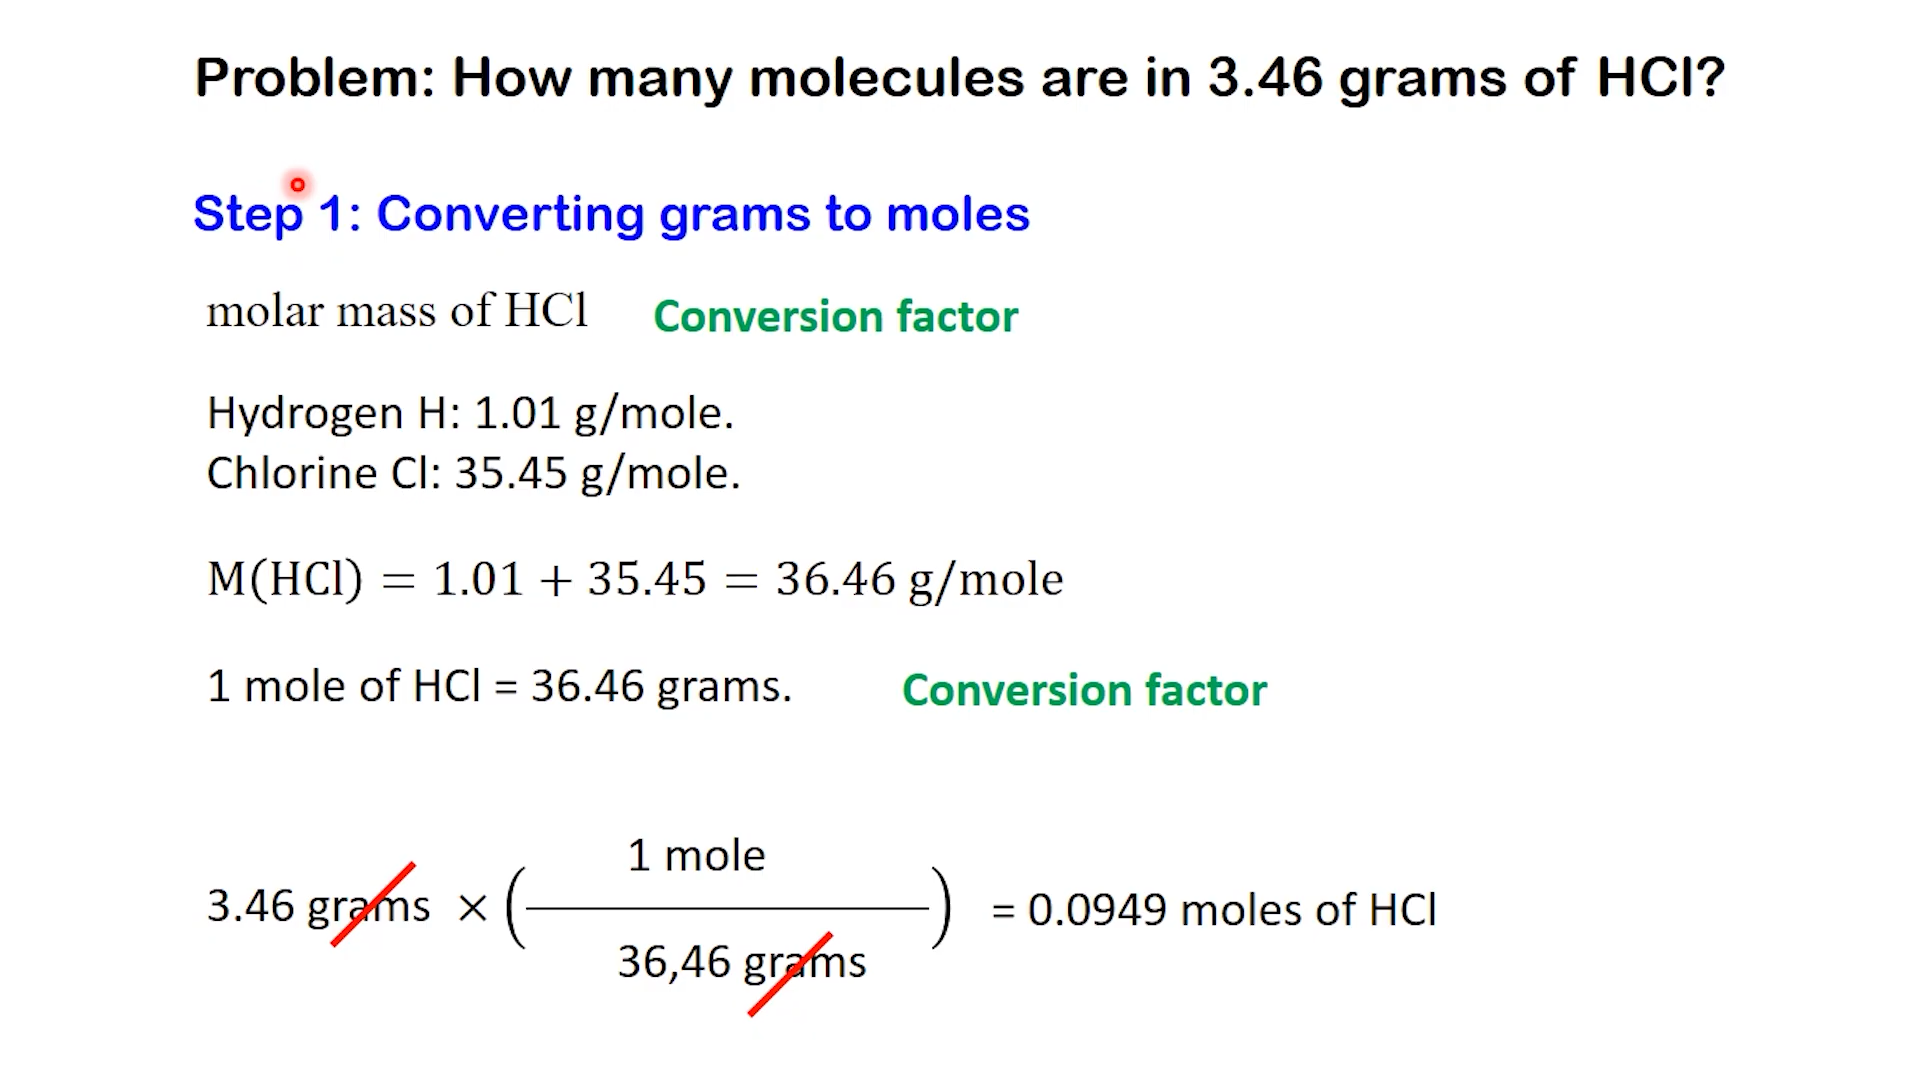 Problem: How many molecules are in 3.46 grams of HCl?
Step 1: Converting grams to moles
molar mass of HCl Conversion factor
Hydrogen H: 1.01 g/mole.
Chlorine Cl: 35.45 g/mole.
M(HCl) = 1.01 + 35.45 = 36.46 g/mole
1 mole of HCl = 36.46 grams. Conversion factor
1 mole
3.46 grams × ( ) = 0.0949 moles of HCl
36,46 grams